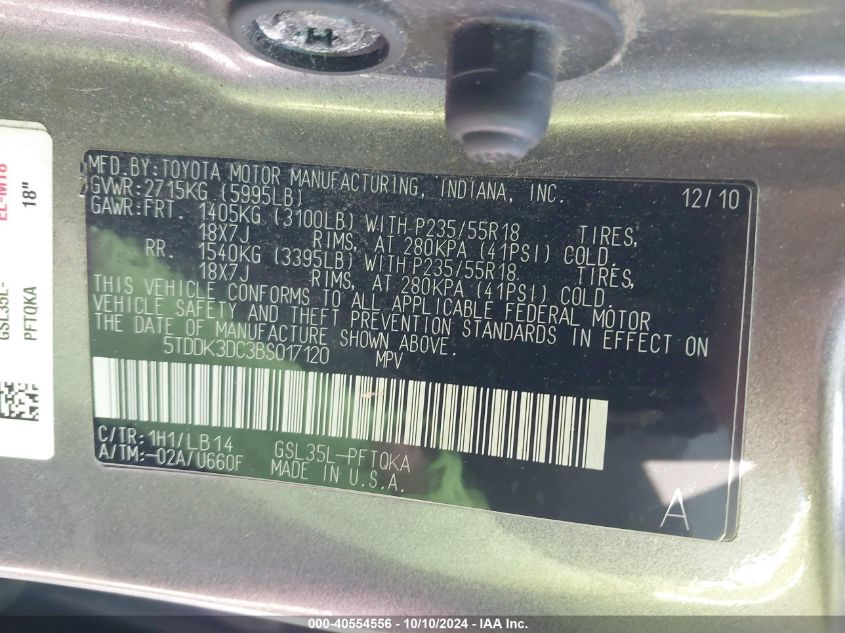 H
EL-M18
18"
GSL35L-
PFTQKA
MFD.BY:TOYOTA MOTOR MANUFACTURING, INDIANA, INC. 12/10
GVWR:2715KG (5995LB)
GAWR:FRT. 1405KG (3100LB) WITH-P235/55R18 TIRES,
18X7J RIMS, AT 280KPA (41PSI) COLD.
RR. 1540KG (3395LB) WITH P235/55R18 TIRES,
18X7J RIMS, AT 280KPA (41PSI) COLD.
THIS VEHICLE CONFORMS TO ALL APPLICABLE FEDERAL MOTOR
VEHICLE SAFETY AND THEFT PREVENTION STANDARDS IN EFFECT ON
THE DATE OF MANUFACTURE SHOWN ABOVE.
5TDDK3DC3BS017120 MPV
C/TR:1H1/LB14 GSL35L-PFTQKA
A/TM:-02A/U660F MADE IN U.S.A.
A
000-40554556 - 10/10/2024 - IAA Inc.